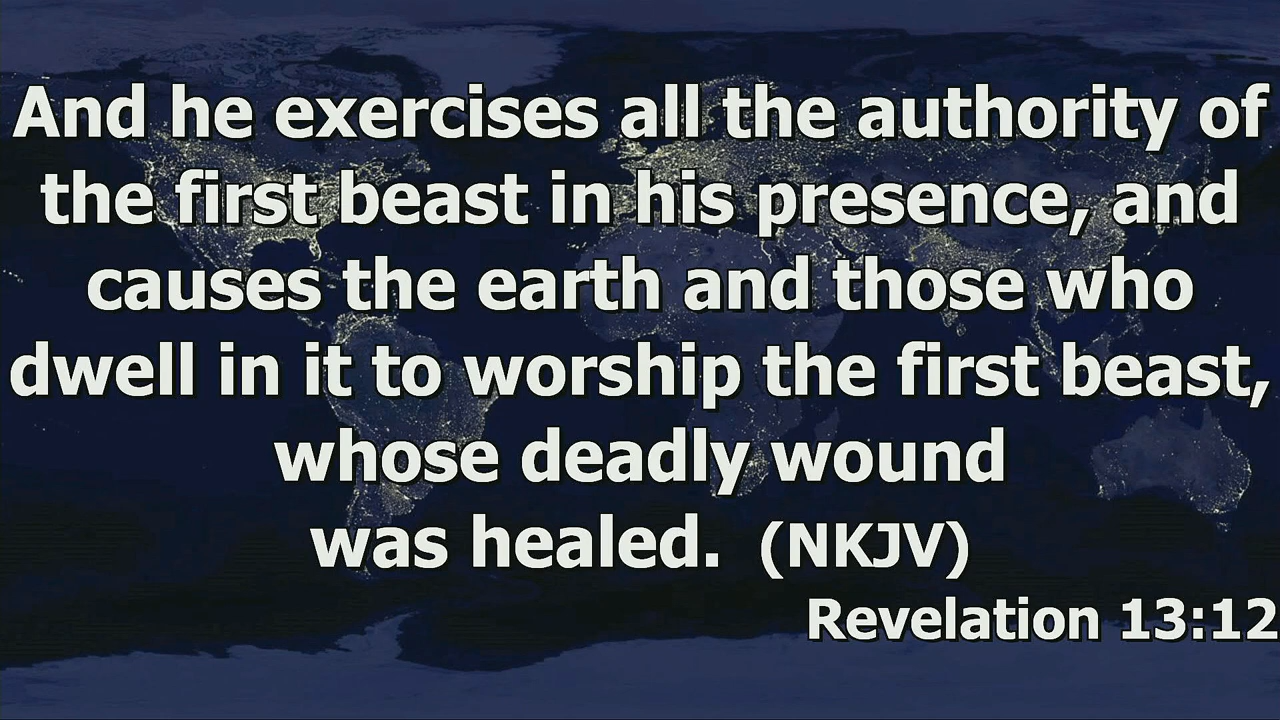 And he exercises all the authority of
the first beast in his presence, and
causes the earth and those who
dwell in it to worship the first beast,
whose deadly wound
was healed. (NKJV)
Revelation 13:12